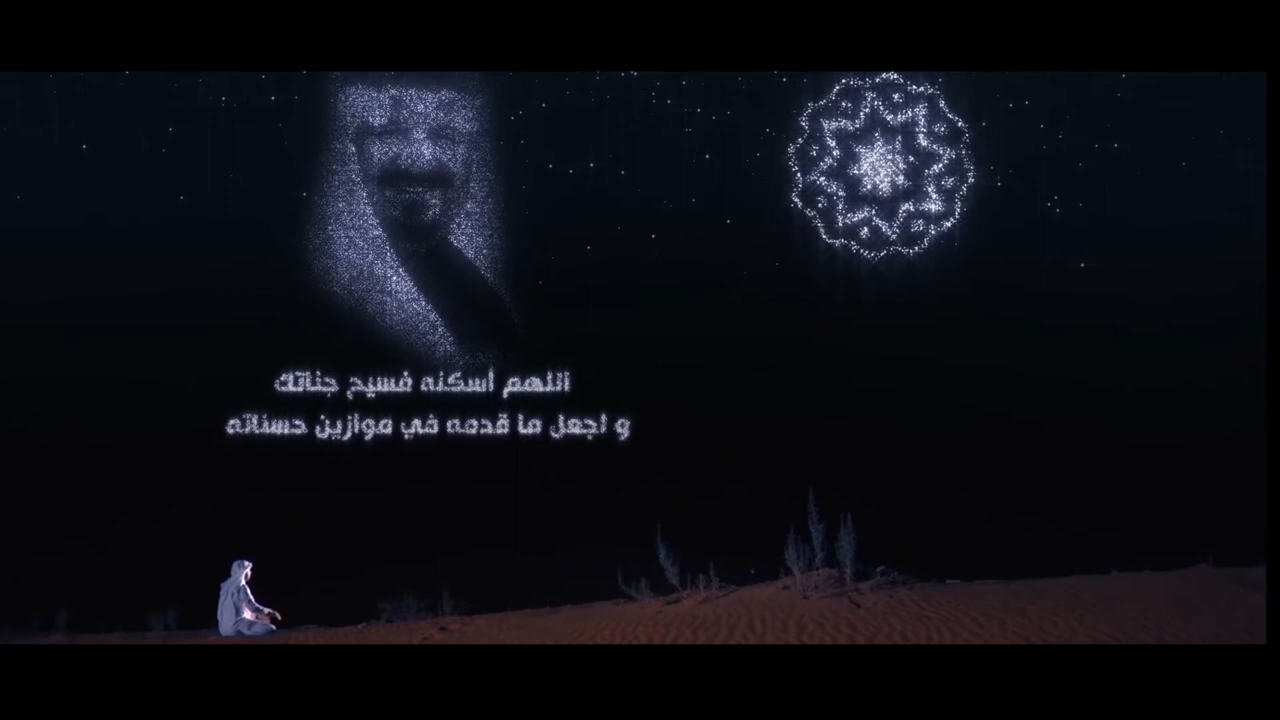 اللهم أسكنه فسيح جناتك
و اجعل ما قدمه في موازين حسناته